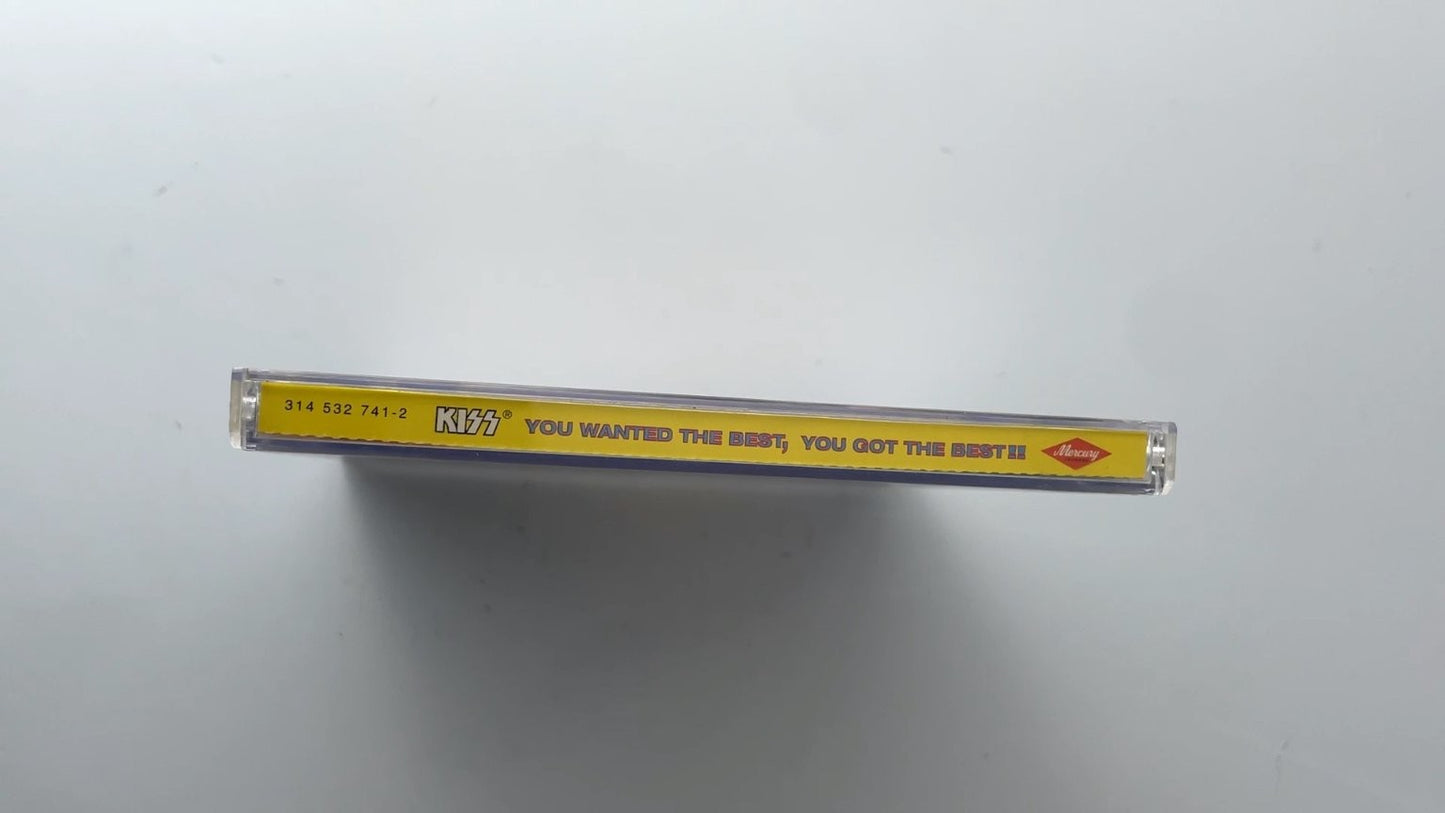 314 532 741-2 KISS® YOU WANTED THE BEST, YOU GOT THE BEST!! Mercury